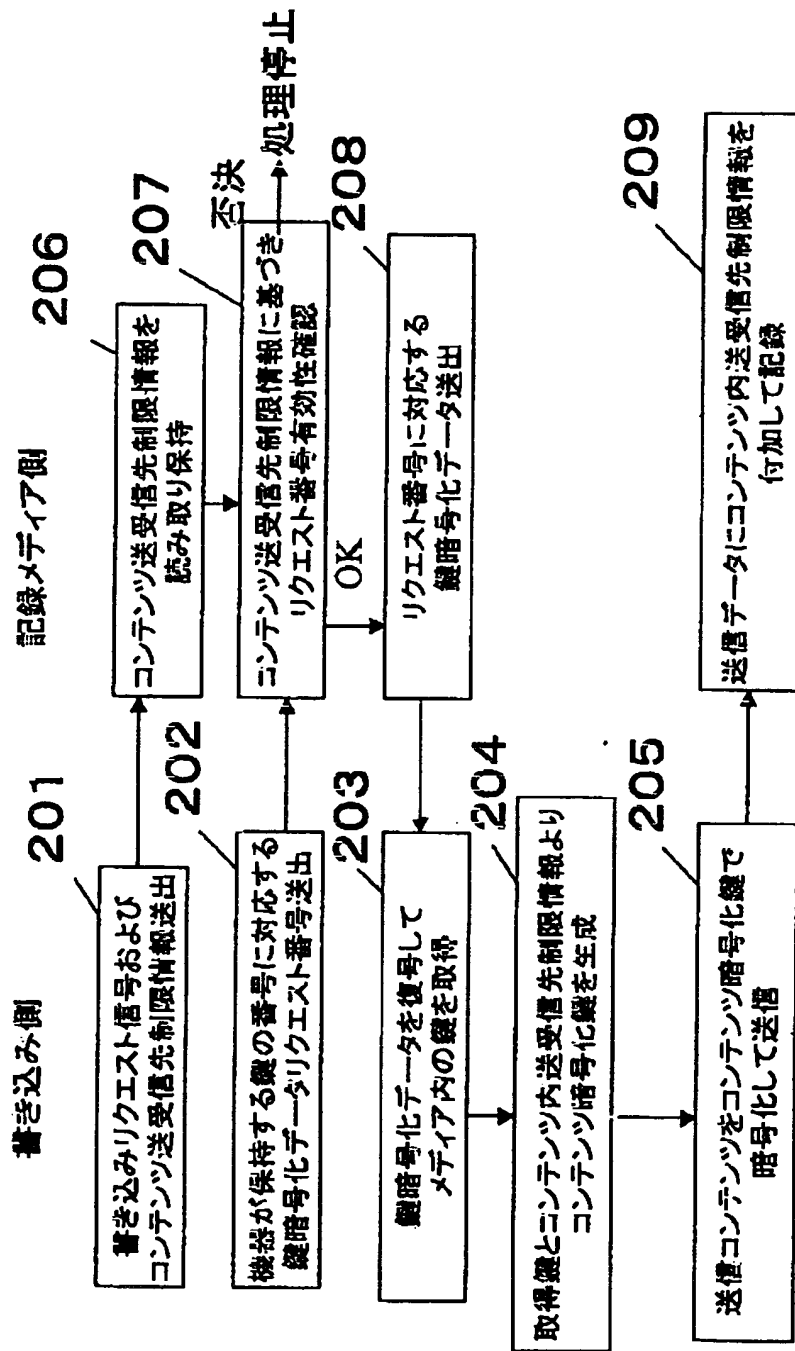 書き込み側
記録メディア側
201
書き込みリクエスト信号および
コンテンツ送受信先制限情報送出
206
コンテンツ送受信先制限情報を
読み取り保持
202
機器が保持する鍵の番号に対応する
鍵暗号化データリクエスト番号送出
207
コンテンツ送受信先制限情報に基づき
リクエスト番号有効性確認
否決
処理停止
OK
208
リクエスト番号に対応する
鍵暗号化データ送出
203
鍵暗号化データを復号して
メディア内の鍵を取得
204
取得鍵とコンテンツ内送受信先制限情報より
コンテンツ暗号化鍵を生成
205
送信コンテンツをコンテンツ暗号化鍵で
暗号化して送信
209
送信データにコンテンツ内送受信先制限情報を
付加して記録